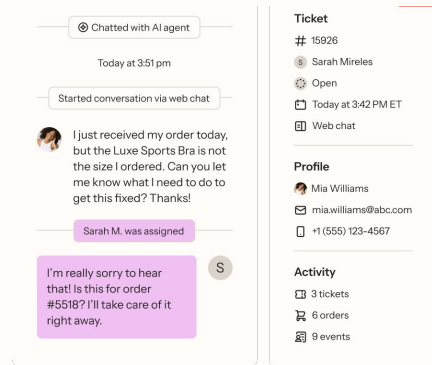 Chatted with AI agent
Today at 3:51 pm
Started conversation via web chat
I just received my order today,
but the Luxe Sports Bra is not
the size I ordered. Can you let
me know what I need to do to
get this fixed? Thanks!
Sarah M. was assigned
I'm really sorry to hear
that! Is this for order
#5518? I'll take care of it
right away.
S
Ticket
# 15926
S Sarah Mireles
Open
Today at 3:42 PM ET
Web chat
Profile
Mia Williams
mia.williams@abc.com
+1 (555) 123-4567
Activity
3 tickets
6 orders
9 events